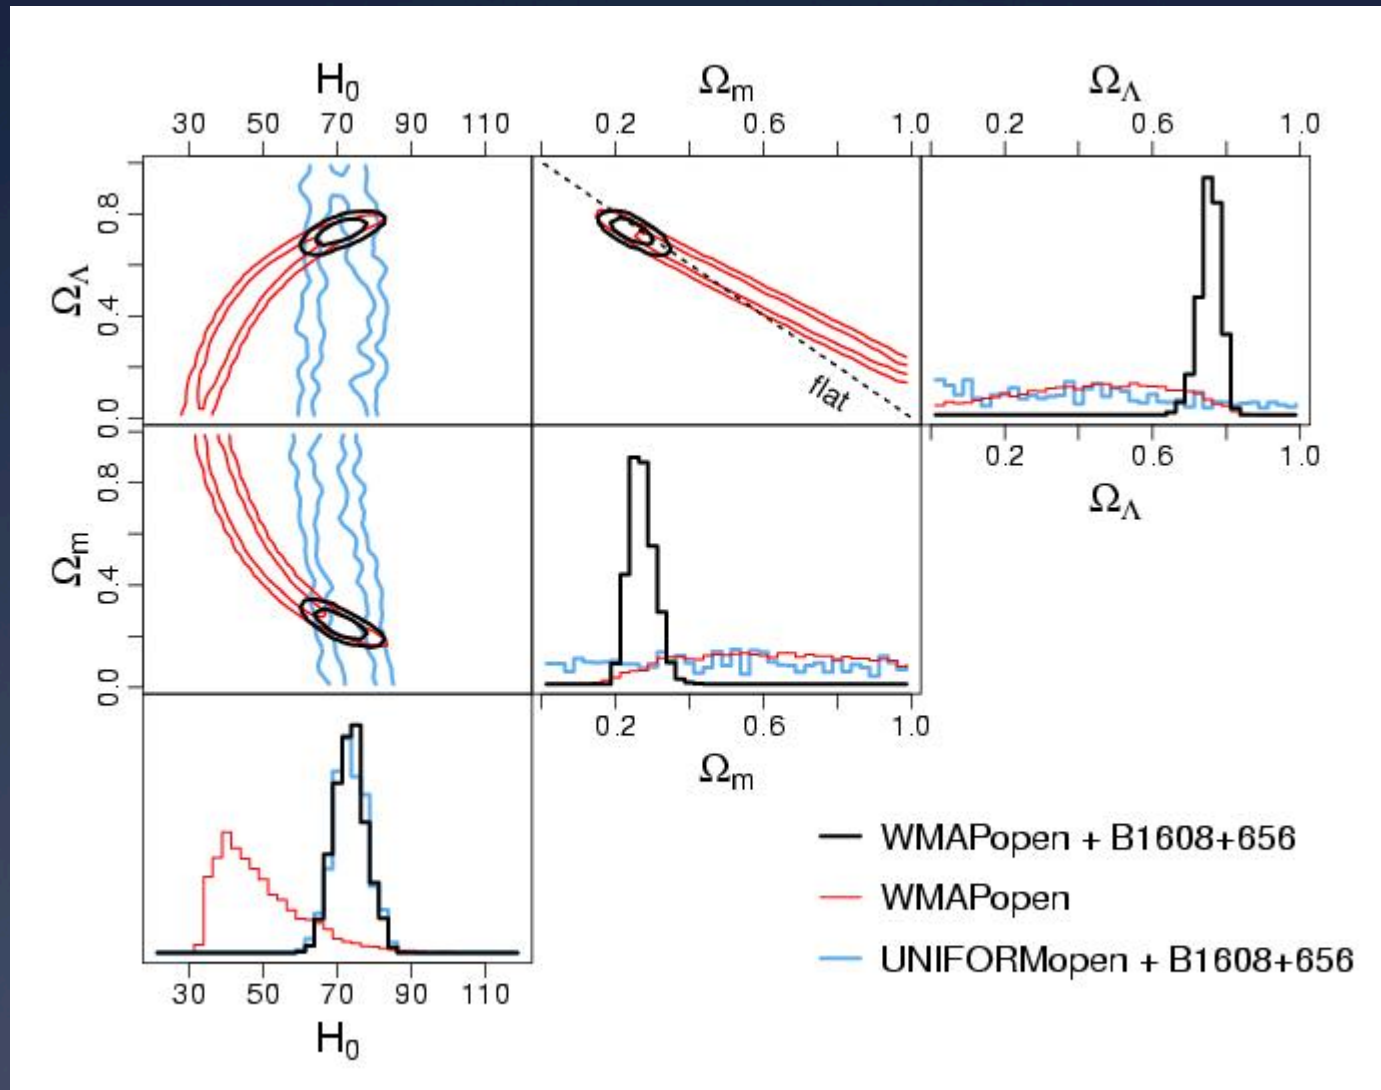 H0 Ωm ΩΛ
30 50 70 90 110 0.2 0.6 1.0 0.2 0.6 1.0
ΩΛ
0.8
0.4
0.0
flat
0.2 0.6 1.0
ΩΛ
Ωm
0.8
0.4
0.0
0.2 0.6 1.0
Ωm
30 50 70 90 110
H0
WMAPopen + B1608+656
WMAPopen
UNIFORMopen + B1608+656